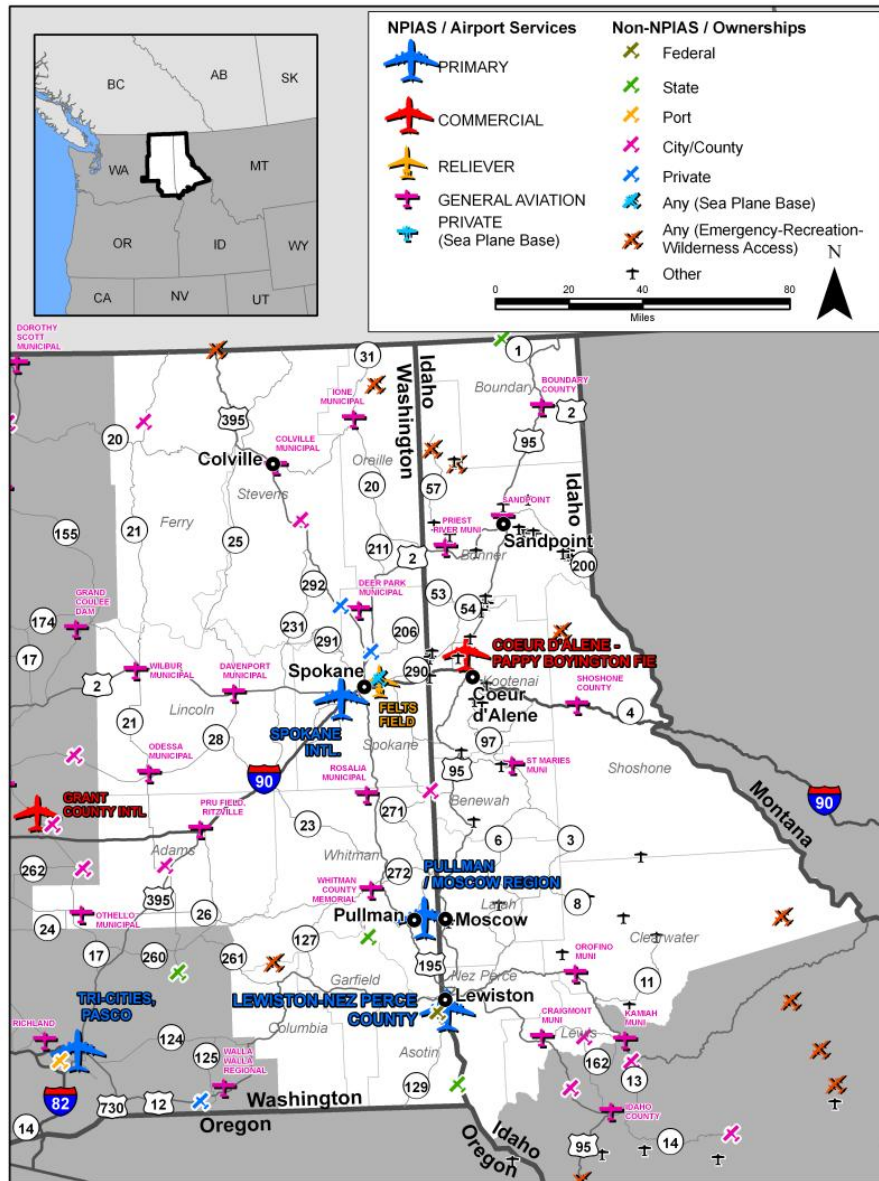 NPIAS / Airport Services
PRIMARY
COMMERCIAL
RELIEVER
GENERAL AVIATION
PRIVATE
(Sea Plane Base)
Non-NPIAS / Ownerships
Federal
State
Port
City/County
Private
Any (Sea Plane Base)
Any (Emergency-Recreation-
Wilderness Access)
Other
N
0 20 40 80
Miles
BC
AB
SK
WA
MT
OR
ID
WY
CA
NV
UT
DOROTHY
SCOTT
MUNICIPAL
31
Idaho
Washington
1
Boundary
BOUNDARY
COUNTY
2
IONE
MUNICIPAL
395
95
20
Colville
COLVILLE
MUNICIPAL
Oreille
Stevens
20
57
Idaho
SANDPOINT
155
21
Ferry
25
PRIEST
RIVER MUNI
Sandpoint
211
2
Bonner
200
292
GRAND
COULEE
DAM
DEER PARK
MUNICIPAL
53
54
174
231
291
206
17
COEUR D'ALENE -
PAPPY BOYINGTON FIE
WILBUR
MUNICIPAL
DAVENPORT
MUNICIPAL
Spokane
290
Kootenai
2
FELTS
FIELD
Coeur
d'Alene
SHOSHONE
COUNTY
4
Lincoln
21
SPOKANE
INTL.
Spokane
97
28
ODESSA
MUNICIPAL
95
ST MARIES
MUNI
Shoshone
90
ROSALIA
MUNICIPAL
Benewah
Montana
90
GRANT
COUNTY INTL
PRU FIELD,
RITZVILLE
271
23
6
3
Adams
Whitman
262
272
PULLMAN
/ MOSCOW REGION
WHITMAN
COUNTY
MEMORIAL
395
OTHELLO
MUNICIPAL
26
Pullman
Moscow
Latah
8
24
Clearwater
17
260
261
127
195
OROFINO
MUNI
Nez Perce
11
Garfield
TRI-CITIES,
PASCO
LEWISTON-NEZ PERCE
COUNTY
Lewiston
Columbia
CRAIGMONT
MUNI
KAMIAH
MUNI
RICHLAND
124
Lewis
125
WALLA
WALLA
REGIONAL
Asotin
162
129
13
82
730
12
Washington
Oregon
IDAHO
COUNTY
14
Idaho
Oregon
95
14